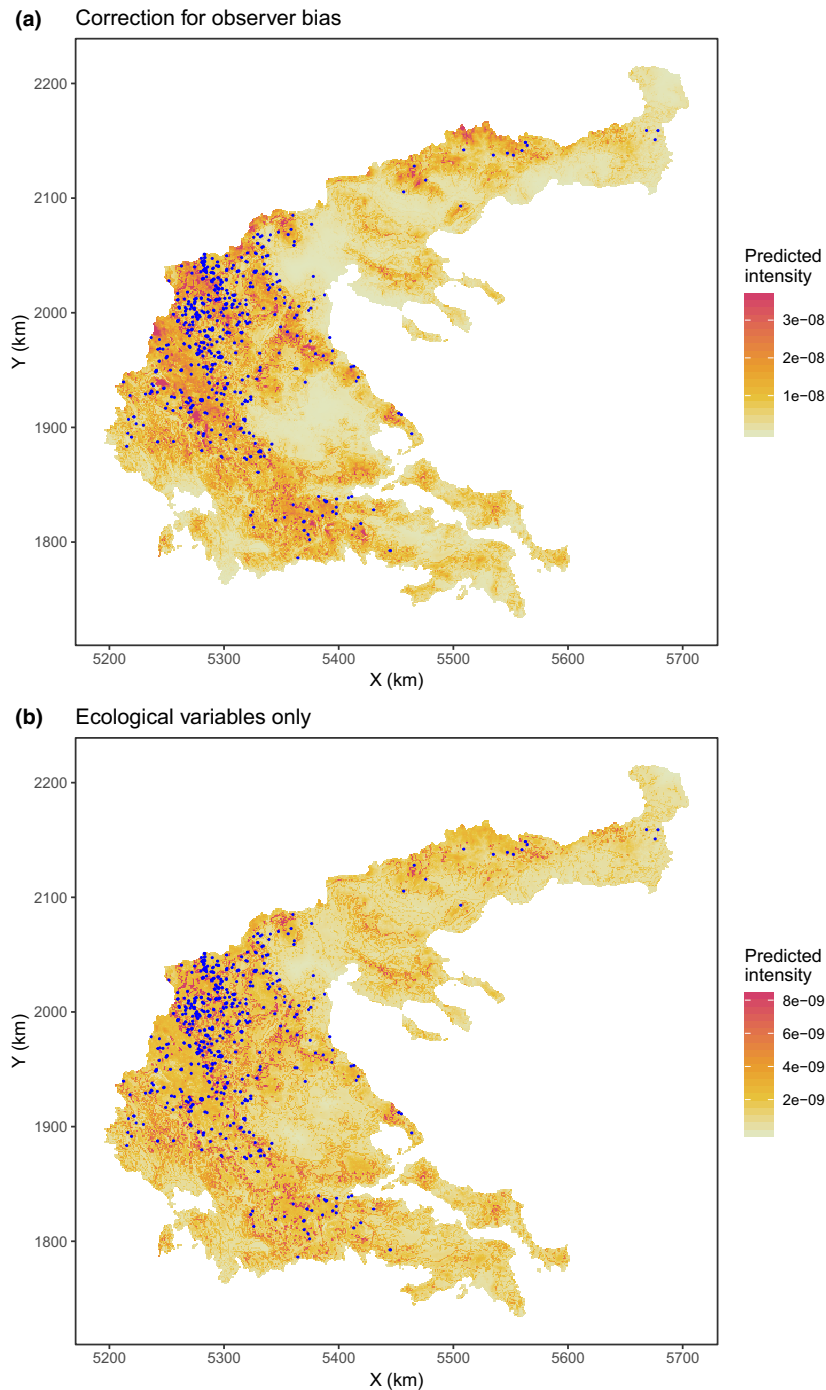 (a) Correction for observer bias
2200
2100
2000
1900
1800
Y (km)
5200 5300 5400 5500 5600 5700
X (km)
Predicted
intensity
3e−08
2e−08
1e−08
(b) Ecological variables only
2200
2100
2000
1900
1800
Y (km)
5200 5300 5400 5500 5600 5700
X (km)
Predicted
intensity
8e−09
6e−09
4e−09
2e−09